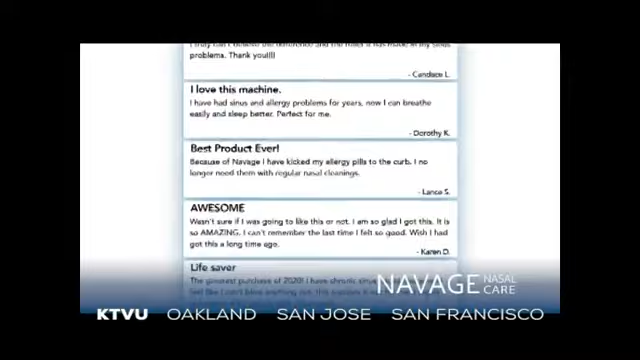 problems. Thank you!!!!
- Candace L.
I love this machine.
I have had sinus and allergy problems for years, now I can breathe
easily and sleep better. Perfect for me.
- Dorothy K.
Best Product Ever!
Because of Navage I have kicked my allergy pills to the curb. I no
longer need them with regular nasal cleanings.
- Lance S.
AWESOME
Wasn't sure if I was going to like this or not. I am so glad I got this. It is
so AMAZING. I can't remember the last time I felt so good. Wish I had
got this a long time ago.
- Karen D.
Life saver
The greatest purchase of 2020! I have chronic
NAVAGE NASAL
CARE
KTVU OAKLAND SAN JOSE SAN FRANCISCO